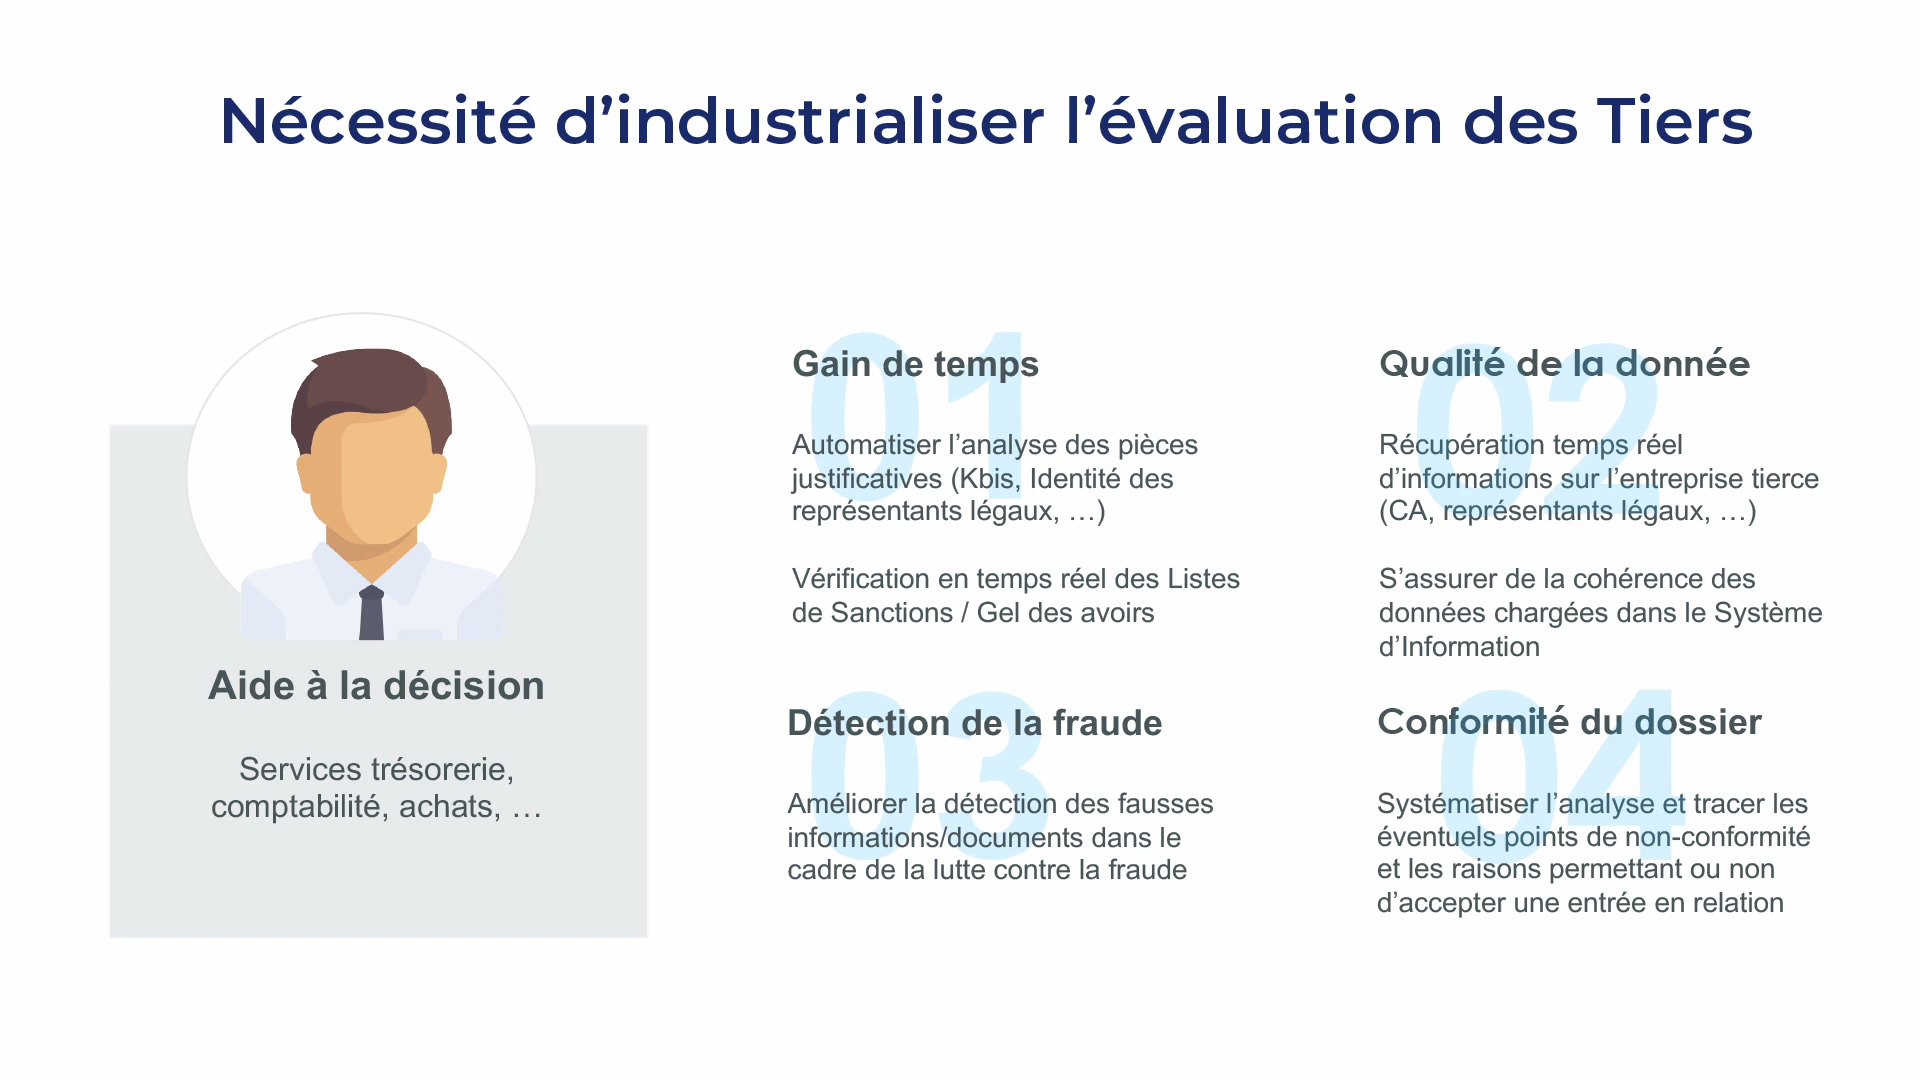 Nécessité d’industrialiser l’évaluation des Tiers
Aide à la décision
Services trésorerie,
comptabilité, achats, …
01
Gain de temps
Automatiser l’analyse des pièces
justificatives (Kbis, Identité des
représentants légaux, …)
Vérification en temps réel des Listes
de Sanctions / Gel des avoirs
02
Qualité de la donnée
Récupération temps réel
d’informations sur l’entreprise tierce
(CA, représentants légaux, …)
S’assurer de la cohérence des
données chargées dans le Système
d’Information
03
Détection de la fraude
Améliorer la détection des fausses
informations/documents dans le
cadre de la lutte contre la fraude
04
Conformité du dossier
Systématiser l’analyse et tracer les
éventuels points de non-conformité
et les raisons permettant ou non
d’accepter une entrée en relation